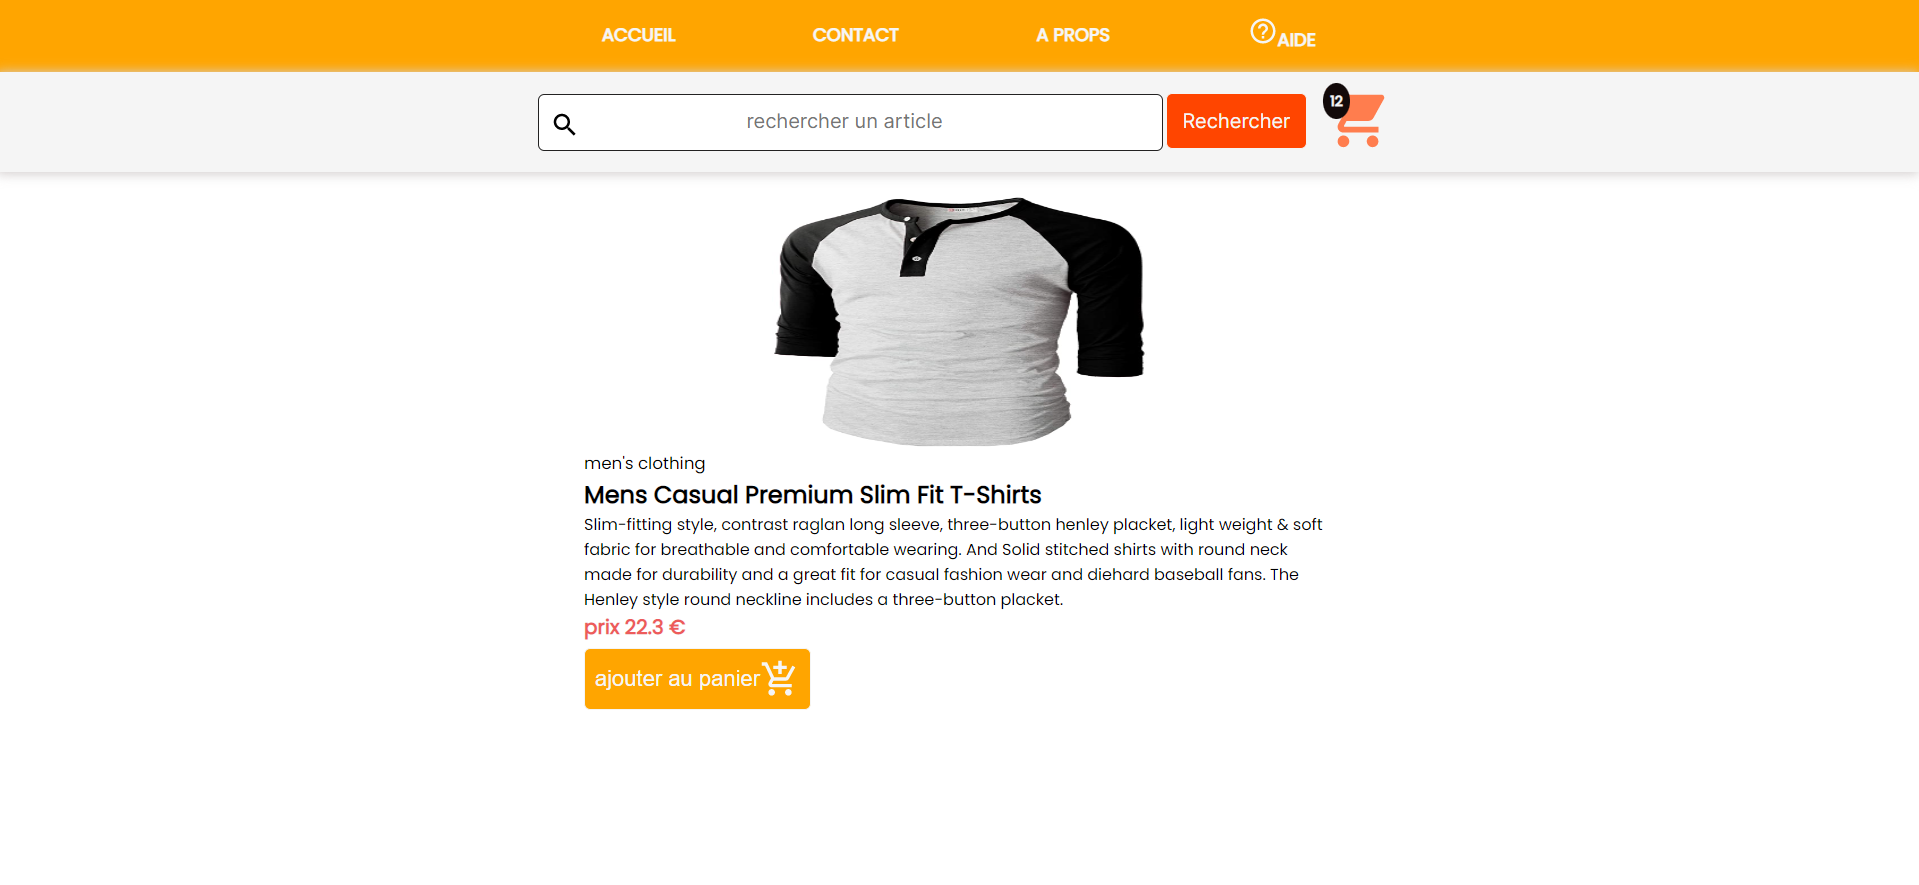 ACCUEIL CONTACT A PROPS AIDE
12
rechercher un article Rechercher
men's clothing
Mens Casual Premium Slim Fit T-Shirts
Slim-fitting style, contrast raglan long sleeve, three-button henley placket, light weight & soft
fabric for breathable and comfortable wearing. And Solid stitched shirts with round neck
made for durability and a great fit for casual fashion wear and diehard baseball fans. The
Henley style round neckline includes a three-button placket.
prix 22.3 €
ajouter au panier